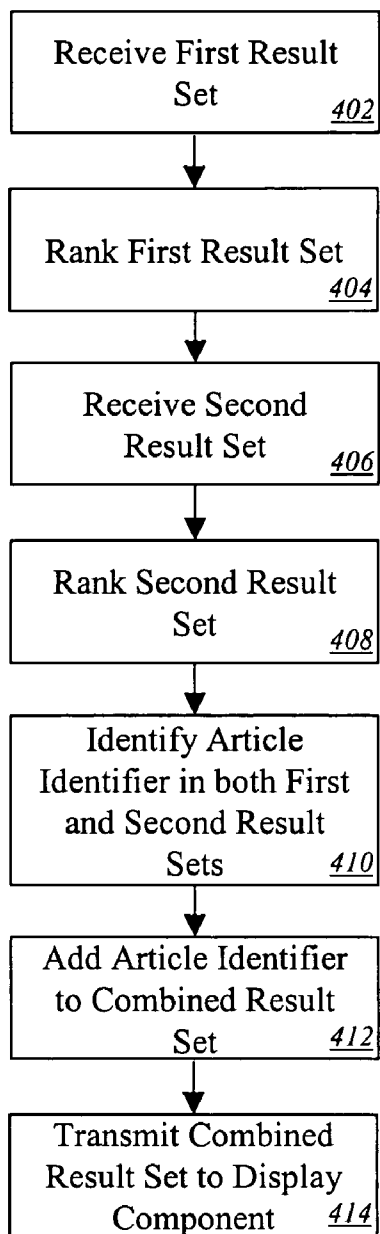 Receive First Result
Set
402
Rank First Result Set
404
Receive Second
Result Set
406
Rank Second Result
Set
408
Identify Article
Identifier in both First
and Second Result
Sets
410
Add Article Identifier
to Combined Result
Set
412
Transmit Combined
Result Set to Display
Component
414